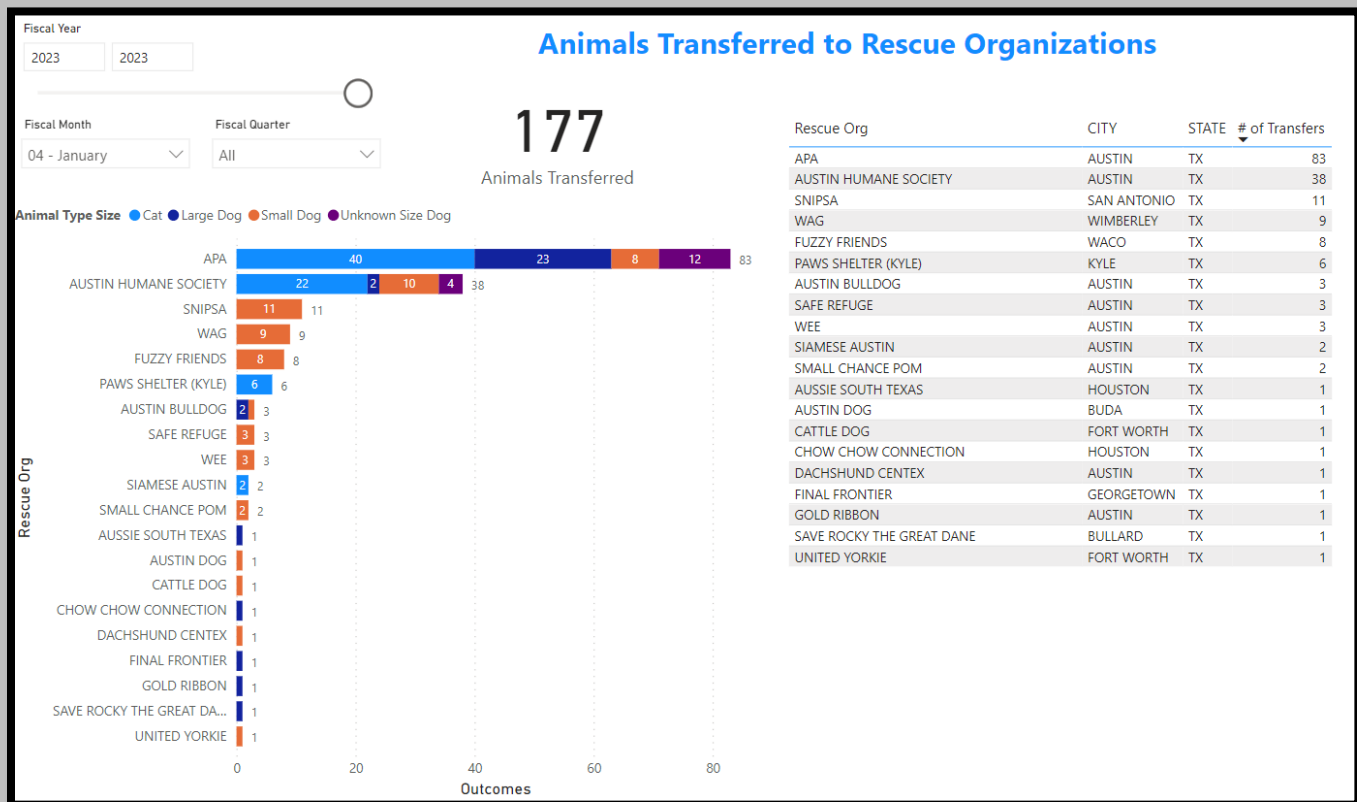 Fiscal Year
2023 2023
Animals Transferred to Rescue Organizations
Fiscal Month Fiscal Quarter
04 - January All
177
Animals Transferred
Animal Type Size Cat Large Dog Small Dog Unknown Size Dog
Rescue Org
APA 40 23 8 12 83
AUSTIN HUMANE SOCIETY 22 2 10 4 38
SNIPSA 11 11
WAG 9 9
FUZZY FRIENDS 8 8
PAWS SHELTER (KYLE) 6 6
AUSTIN BULLDOG 2 3
SAFE REFUGE 3 3
WEE 3 3
SIAMESE AUSTIN 2 2
SMALL CHANCE POM 2 2
AUSSIE SOUTH TEXAS 1
AUSTIN DOG 1
CATTLE DOG 1
CHOW CHOW CONNECTION 1
DACHSHUND CENTEX 1
FINAL FRONTIER 1
GOLD RIBBON 1
SAVE ROCKY THE GREAT DA... 1
UNITED YORKIE 1
0 20 40 60 80
Outcomes
Rescue Org CITY STATE # of Transfers
APA AUSTIN TX 83
AUSTIN HUMANE SOCIETY AUSTIN TX 38
SNIPSA SAN ANTONIO TX 11
WAG WIMBERLEY TX 9
FUZZY FRIENDS WACO TX 8
PAWS SHELTER (KYLE) KYLE TX 6
AUSTIN BULLDOG AUSTIN TX 3
SAFE REFUGE AUSTIN TX 3
WEE AUSTIN TX 3
SIAMESE AUSTIN AUSTIN TX 2
SMALL CHANCE POM AUSTIN TX 2
AUSSIE SOUTH TEXAS HOUSTON TX 1
AUSTIN DOG BUDA TX 1
CATTLE DOG FORT WORTH TX 1
CHOW CHOW CONNECTION HOUSTON TX 1
DACHSHUND CENTEX AUSTIN TX 1
FINAL FRONTIER GEORGETOWN TX 1
GOLD RIBBON AUSTIN TX 1
SAVE ROCKY THE GREAT DANE BULLARD TX 1
UNITED YORKIE FORT WORTH TX 1